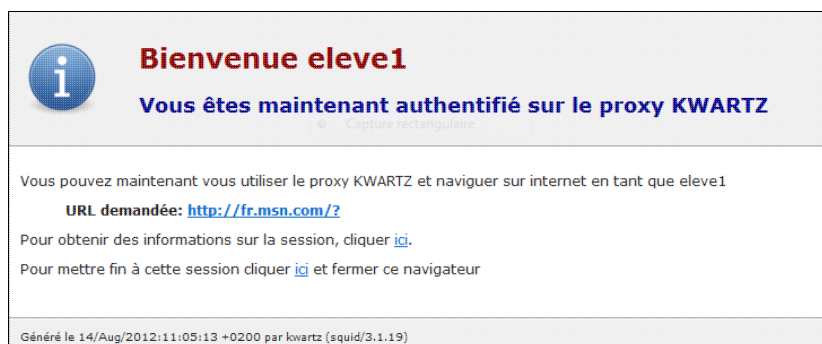 Bienvenue eleve1
Vous êtes maintenant authentifié sur le proxy KWARTZ
Capture rectangulaire
Vous pouvez maintenant vous utiliser le proxy KWARTZ et naviguer sur internet en tant que eleve1
URL demandée: http://fr.msn.com/?
Pour obtenir des informations sur la session, cliquer ici.
Pour mettre fin à cette session cliquer ici et fermer ce navigateur
Généré le 14/Aug/2012:11:05:13 +0200 par kwartz (squid/3.1.19)